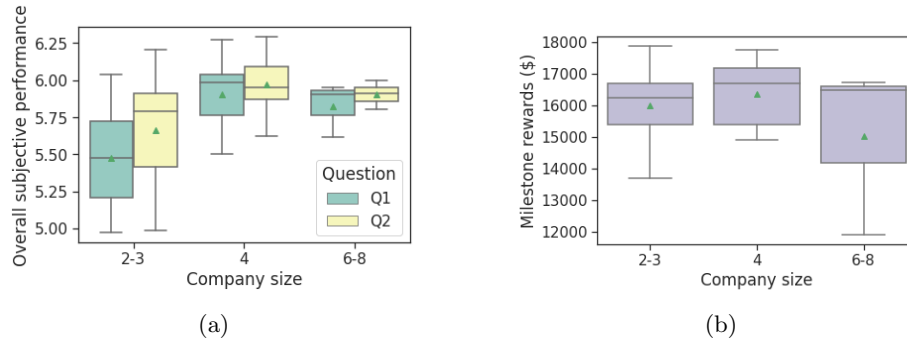 Overall subjective performance
6.25
6.00
5.75
5.50
5.25
5.00
Question
Q1
Q2
2-3
4
6-8
Company size
(a)
Milestone rewards ($)
18000
17000
16000
15000
14000
13000
12000
2-3
4
6-8
Company size
(b)